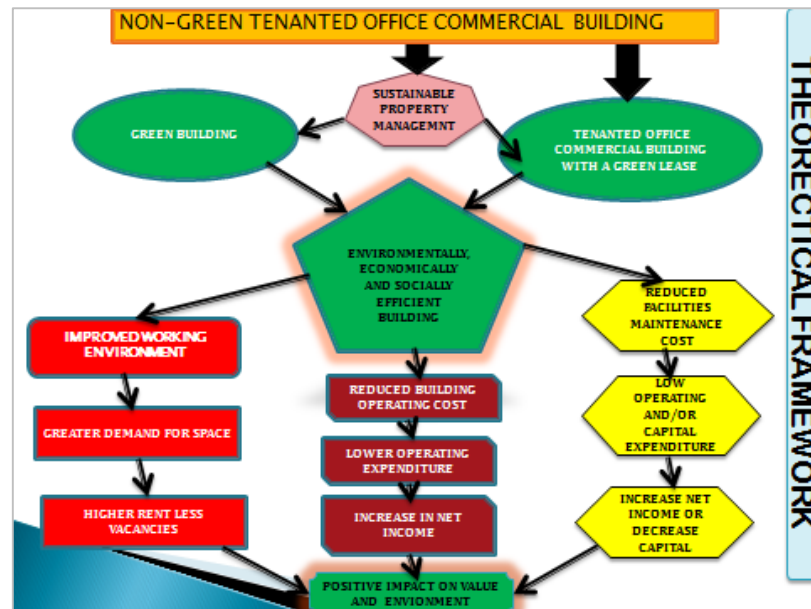 NON-GREEN TENANTED OFFICE COMMERCIAL BUILDING
SUSTAINABLE
PROPERTY
MANAGEMNT
GREEN BUILDING
TENANTED OFFICE
COMMERCIAL BUILDING
WITH A GREEN LEASE
ENVIRONMENTALLY,
ECONOMICALLY
AND SOCIALLY
EFFICIENT
BUILDING
IMPROVED WORKING
ENVIRONMENT
GREATER DEMAND FOR SPACE
HIGHER RENT LESS
VACANCIES
REDUCED BUILDING
OPERATING COST
LOWER OPERATING
EXPENDITURE
INCREASE IN NET
INCOME
REDUCED
FACILITIES
MAINTENANCE
COST
LOW
OPERATING
AND/OR
CAPITAL
EXPENDITURE
INCREASE NET
INCOME OR
DECREASE
CAPITAL
POSITIVE IMPACT ON VALUE
AND ENVIONMENT
THEORECTICAL FRAMEWORK